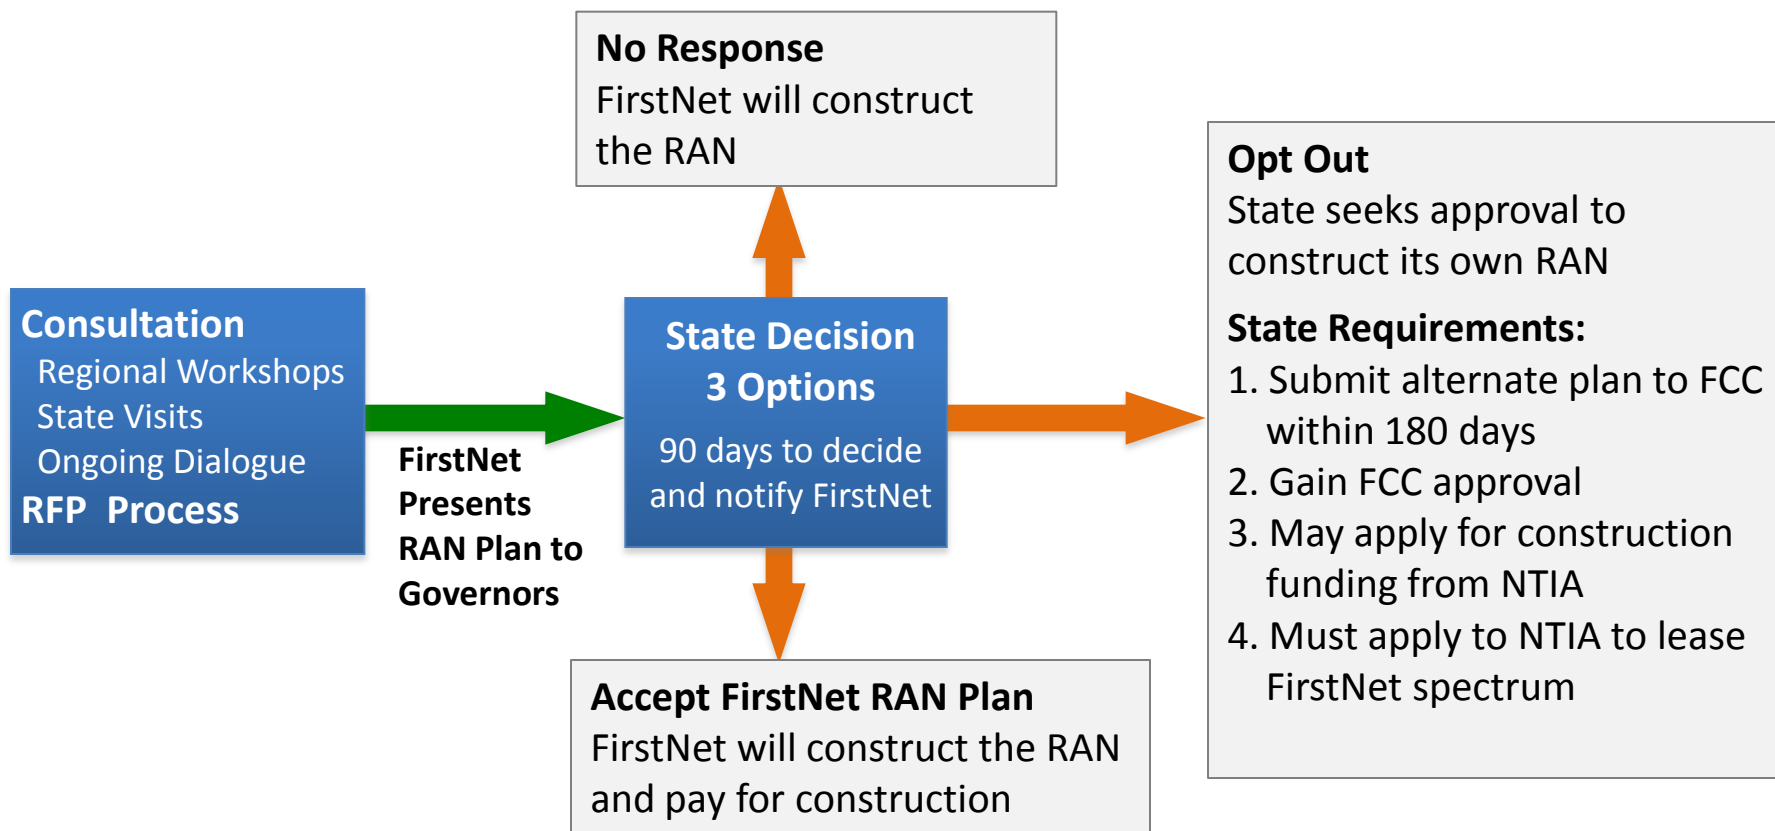 No Response
FirstNet will construct
the RAN
Consultation
Regional Workshops
State Visits
Ongoing Dialogue
RFP Process
FirstNet
Presents
RAN Plan to
Governors
State Decision
3 Options
90 days to decide
and notify FirstNet
Accept FirstNet RAN Plan
FirstNet will construct the RAN
and pay for construction
Opt Out
State seeks approval to
construct its own RAN
State Requirements:
1. Submit alternate plan to FCC
within 180 days
2. Gain FCC approval
3. May apply for construction
funding from NTIA
4. Must apply to NTIA to lease
FirstNet spectrum